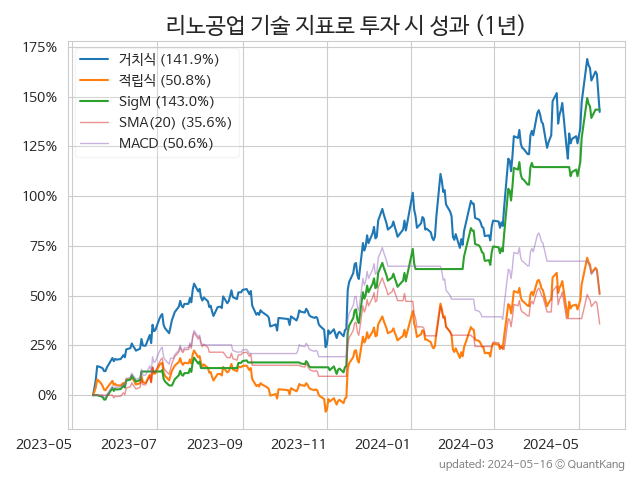 리노공업 기술 지표로 투자 시 성과 (1년)
175%
150%
125%
100%
75%
50%
25%
0%
거치식 (141.9%)
적립식 (50.8%)
SigM (143.0%)
SMA(20) (35.6%)
MACD (50.6%)
2023-05
2023-07
2023-09
2023-11
2024-01
2024-03
2024-05
updated: 2024-05-16 © QuantKang